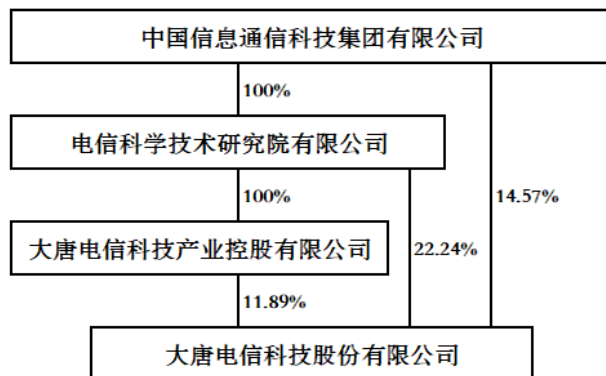 中国信息通信科技集团有限公司
100%
电信科学技术研究院有限公司
100%
14.57%
大唐电信科技产业控股有限公司
22.24%
11.89%
大唐电信科技股份有限公司